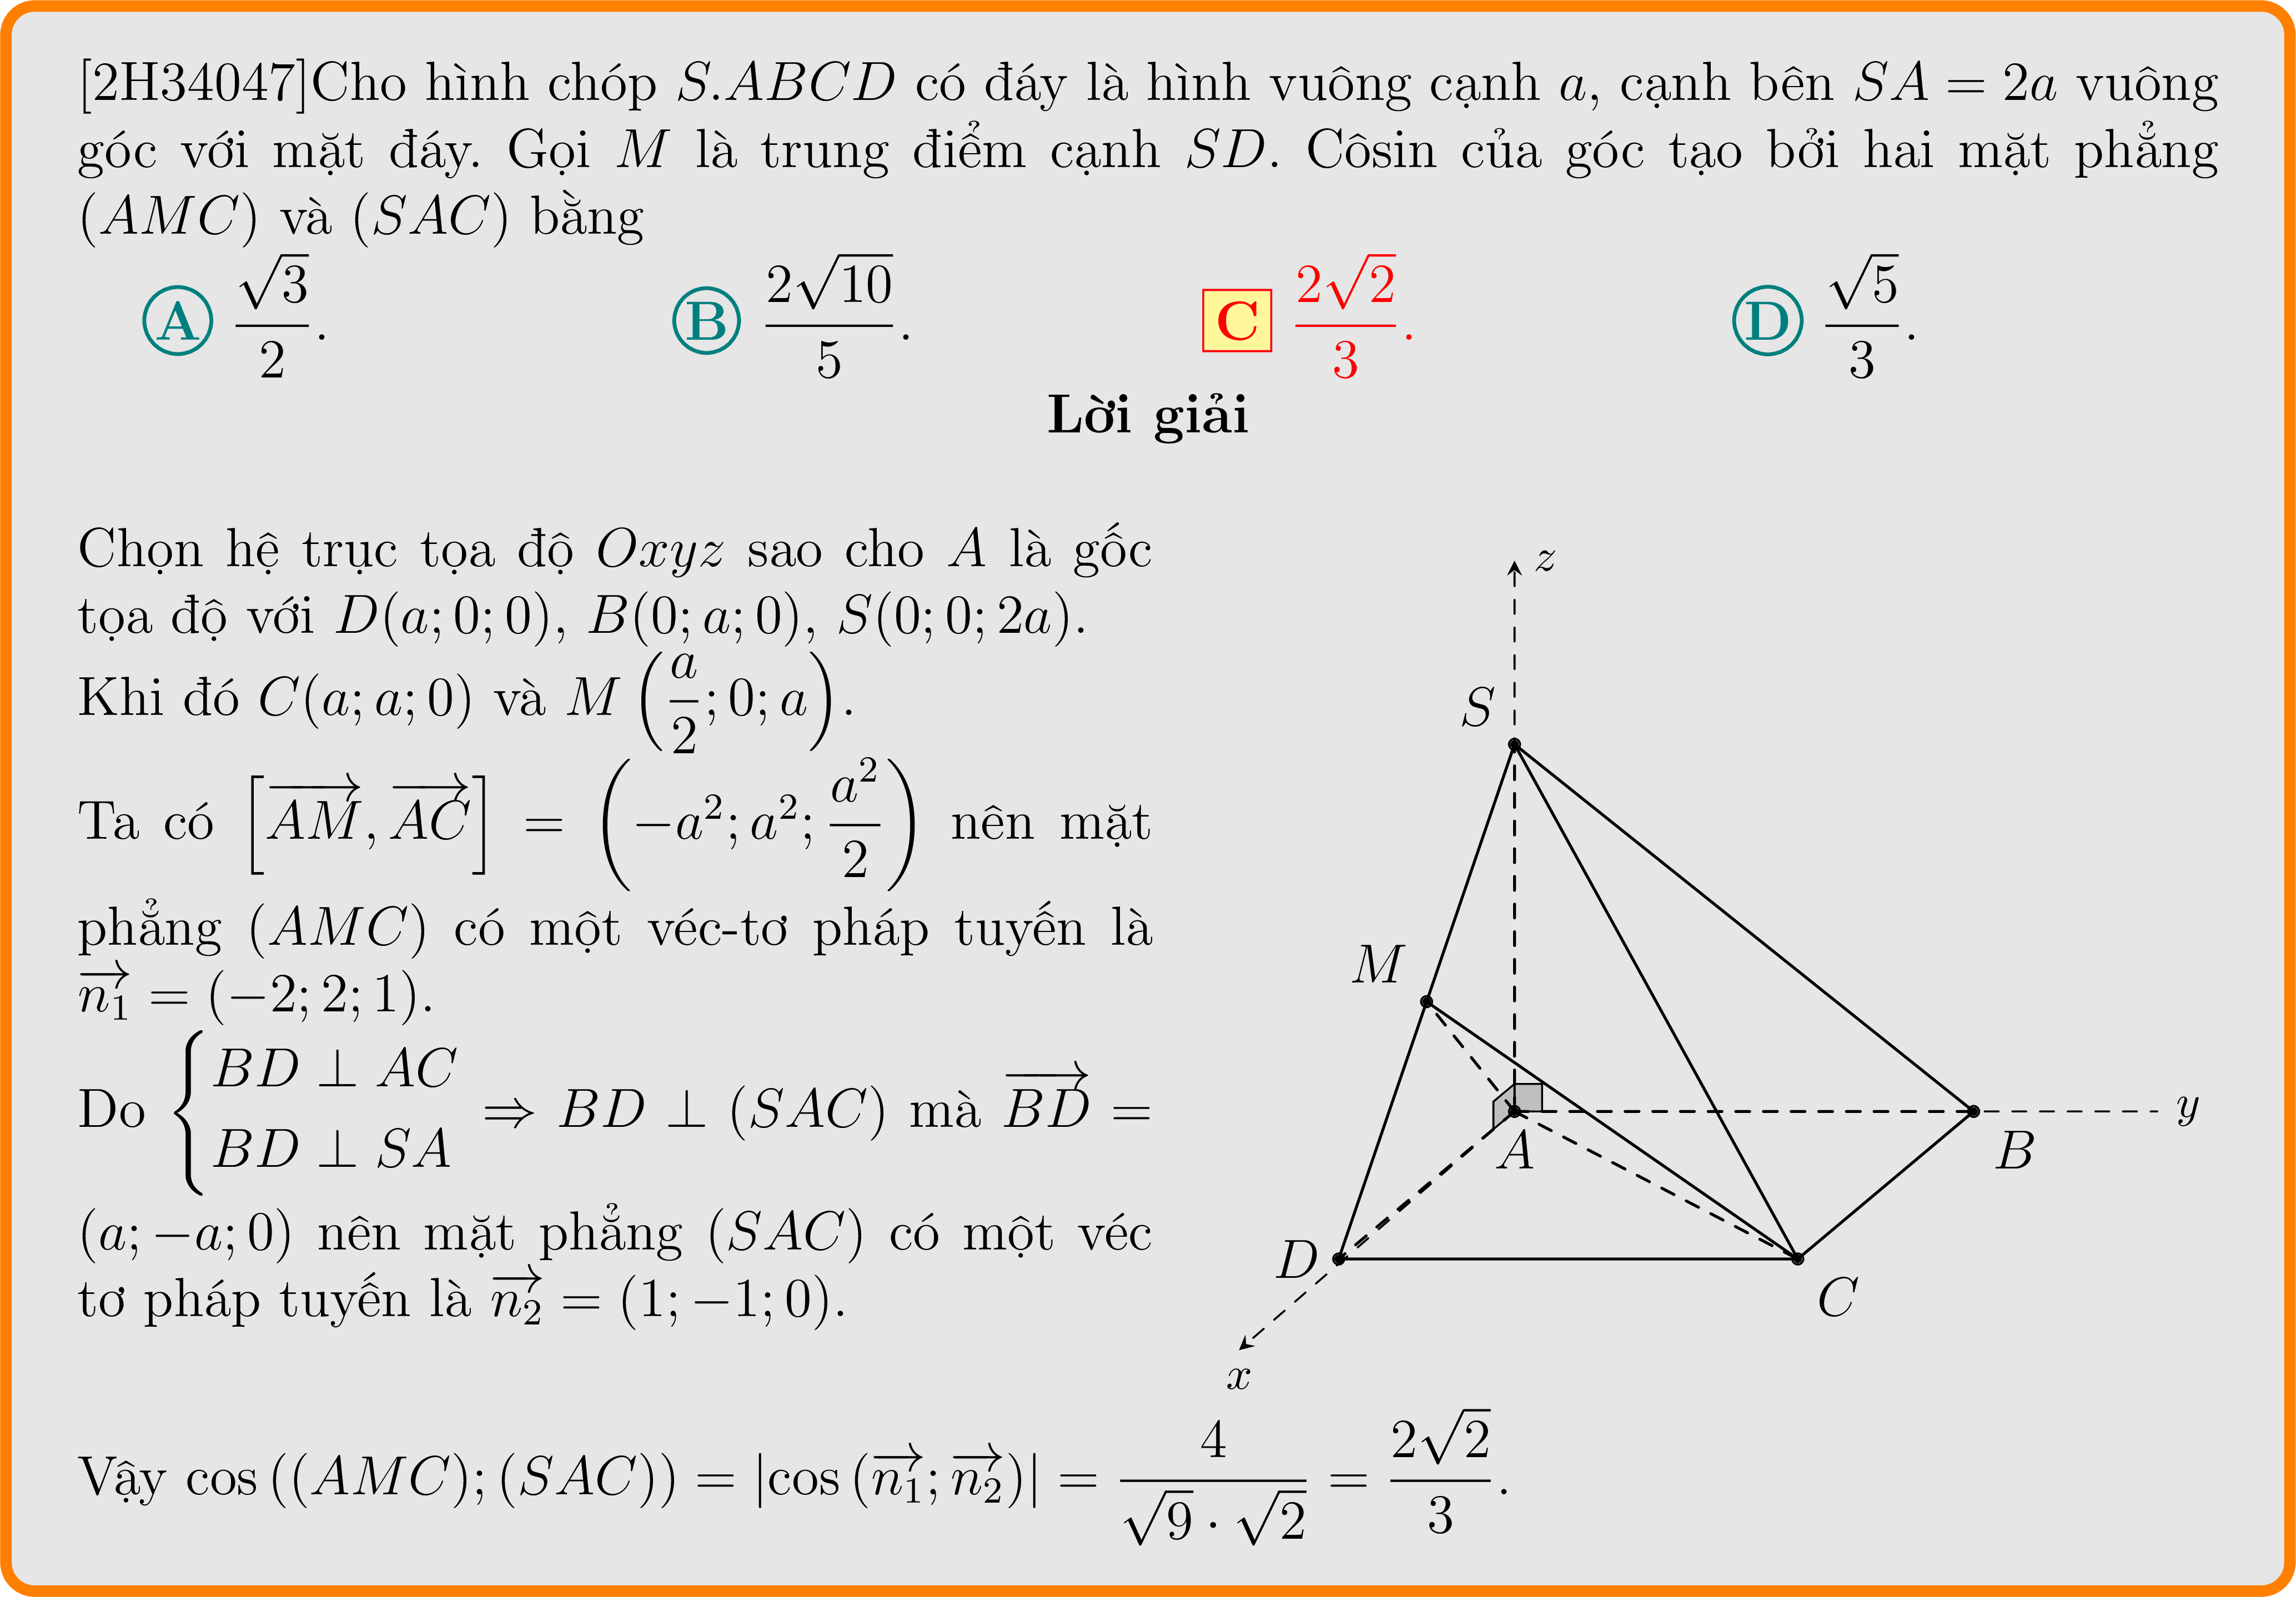 [2H34047]Cho hình chóp S.ABCD có đáy là hình vuông cạnh a, cạnh bên SA = 2a vuông
góc với mặt đáy. Gọi M là trung điểm cạnh SD. Côsin của góc tạo bởi hai mặt phẳng
(AMC) và (SAC) bằng
A $\frac{\sqrt{3}}{2}$. B $\frac{2\sqrt{10}}{5}$. C $\frac{2\sqrt{2}}{3}$. D $\frac{\sqrt{5}}{3}$.
Lời giải
Chọn hệ trục tọa độ Oxyz sao cho A là gốc
tọa độ với D(a; 0; 0), B(0; a; 0), S(0; 0; 2a).
Khi đó C(a; a; 0) và $M\left(\frac{a}{2}; 0; a\right)$.
Ta có $\left[\overrightarrow{AM}, \overrightarrow{AC}\right] = \left(-a^2; a^2; \frac{a^2}{2}\right)$ nên mặt
phẳng (AMC) có một véc-tơ pháp tuyến là
$\overrightarrow{n_1} = (-2; 2; 1)$.
Do $\begin{cases} BD \perp AC \\ BD \perp SA \end{cases} \Rightarrow BD \perp (SAC)$ mà $\overrightarrow{BD} =$
(a; −a; 0) nên mặt phẳng (SAC) có một véc
tơ pháp tuyến là $\overrightarrow{n_2} = (1; -1; 0)$.
z
S
M
A
B
y
D
C
x
Vậy $\cos((AMC); (SAC)) = |\cos(\overrightarrow{n_1}; \overrightarrow{n_2})| = \frac{4}{\sqrt{9} \cdot \sqrt{2}} = \frac{2\sqrt{2}}{3}$.